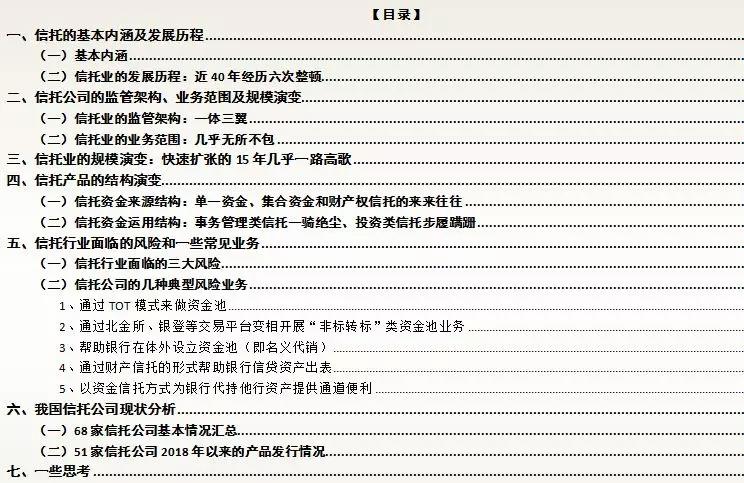 【目录】
一、信托的基本内涵及发展历程
（一）基本内涵
（二）信托业的发展历程：近 40 年经历六次整顿
二、信托公司的监管架构、业务范围及规模演变
（一）信托业的监管架构：一体三翼
（二）信托业的业务范围：几乎无所不包
三、信托业的规模演变：快速扩张的 15 年几乎一路高歌
四、信托产品的结构演变
（一）信托资金来源结构：单一资金、集合资金和财产权信托的来来往往
（二）信托资金运用结构：事务管理类信托一骑绝尘、投资类信托步履蹒跚
五、信托行业面临的风险和一些常见业务
（一）信托行业面临的三大风险
（二）信托公司的几种典型风险业务
1、通过 TOT 模式来做资金池
2、通过北金所、银登等交易平台变相开展“非标转标”类资金池业务
3、帮助银行在体外设立资金池（即名义代销）
4、通过财产信托的形式帮助银行信贷资产出表
5、以资金信托方式为银行代持他行资产提供通道便利
六、我国信托公司现状分析
（一）68 家信托公司基本情况汇总
（二）51 家信托公司 2018 年以来的产品发行情况
七、一些思考